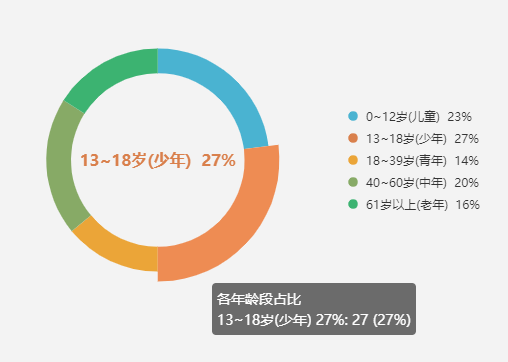 13~18岁(少年) 27%
0~12岁(儿童) 23%
13~18岁(少年) 27%
18~39岁(青年) 14%
40~60岁(中年) 20%
61岁以上(老年) 16%
各年龄段占比
13~18岁(少年) 27%: 27 (27%)